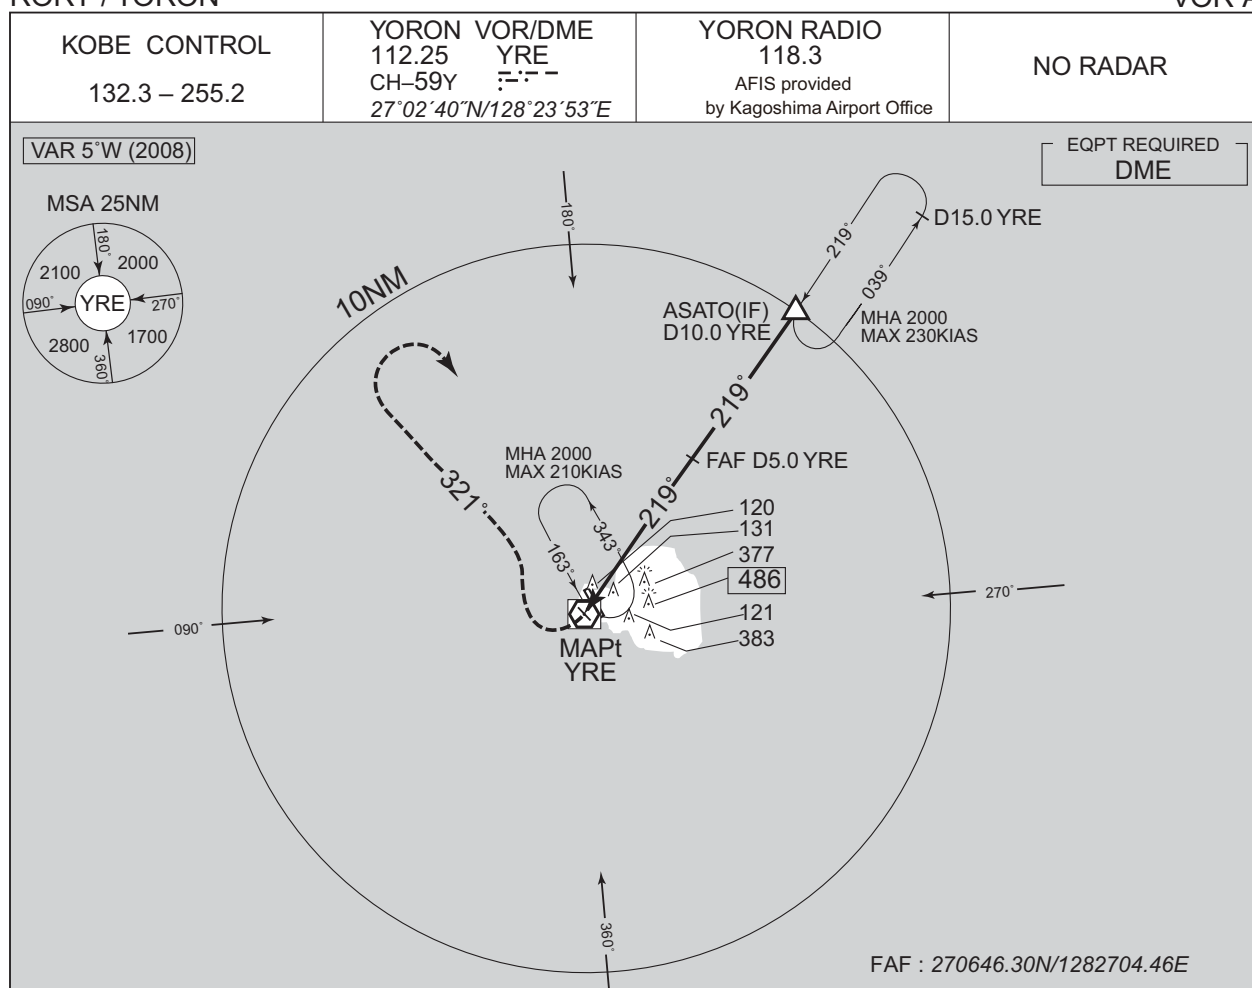 KOBE CONTROL
132.3 – 255.2
YORON VOR/DME
112.25 YRE
CH–59Y
27°02´40˝N/128°23´53˝E
YORON RADIO
118.3
AFIS provided
by Kagoshima Airport Office
NO RADAR
VAR 5°W (2008)
EQPT REQUIRED
DME
MSA 25NM
180°
2100
2000
090°
YRE
270°
2800
1700
360°
180°
10NM
D15.0 YRE
219°
039°
ASATO(IF)
D10.0 YRE
MHA 2000
MAX 230KIAS
219°
FAF D5.0 YRE
MHA 2000
MAX 210KIAS
321°
219°
343°
163°
120
131
377
486
121
383
270°
090°
MAPt
YRE
360°
FAF : 270646.30N/1282704.46E